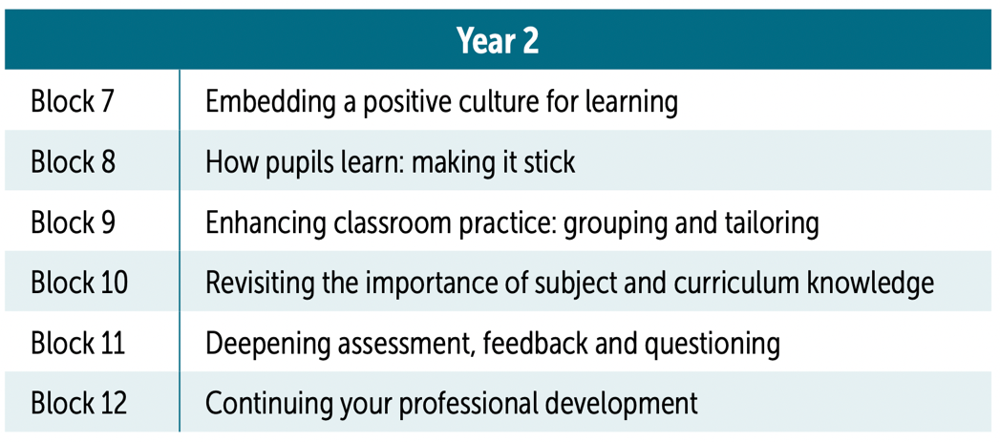 Year 2
Block 7 Embedding a positive culture for learning
Block 8 How pupils learn: making it stick
Block 9 Enhancing classroom practice: grouping and tailoring
Block 10 Revisiting the importance of subject and curriculum knowledge
Block 11 Deepening assessment, feedback and questioning
Block 12 Continuing your professional development